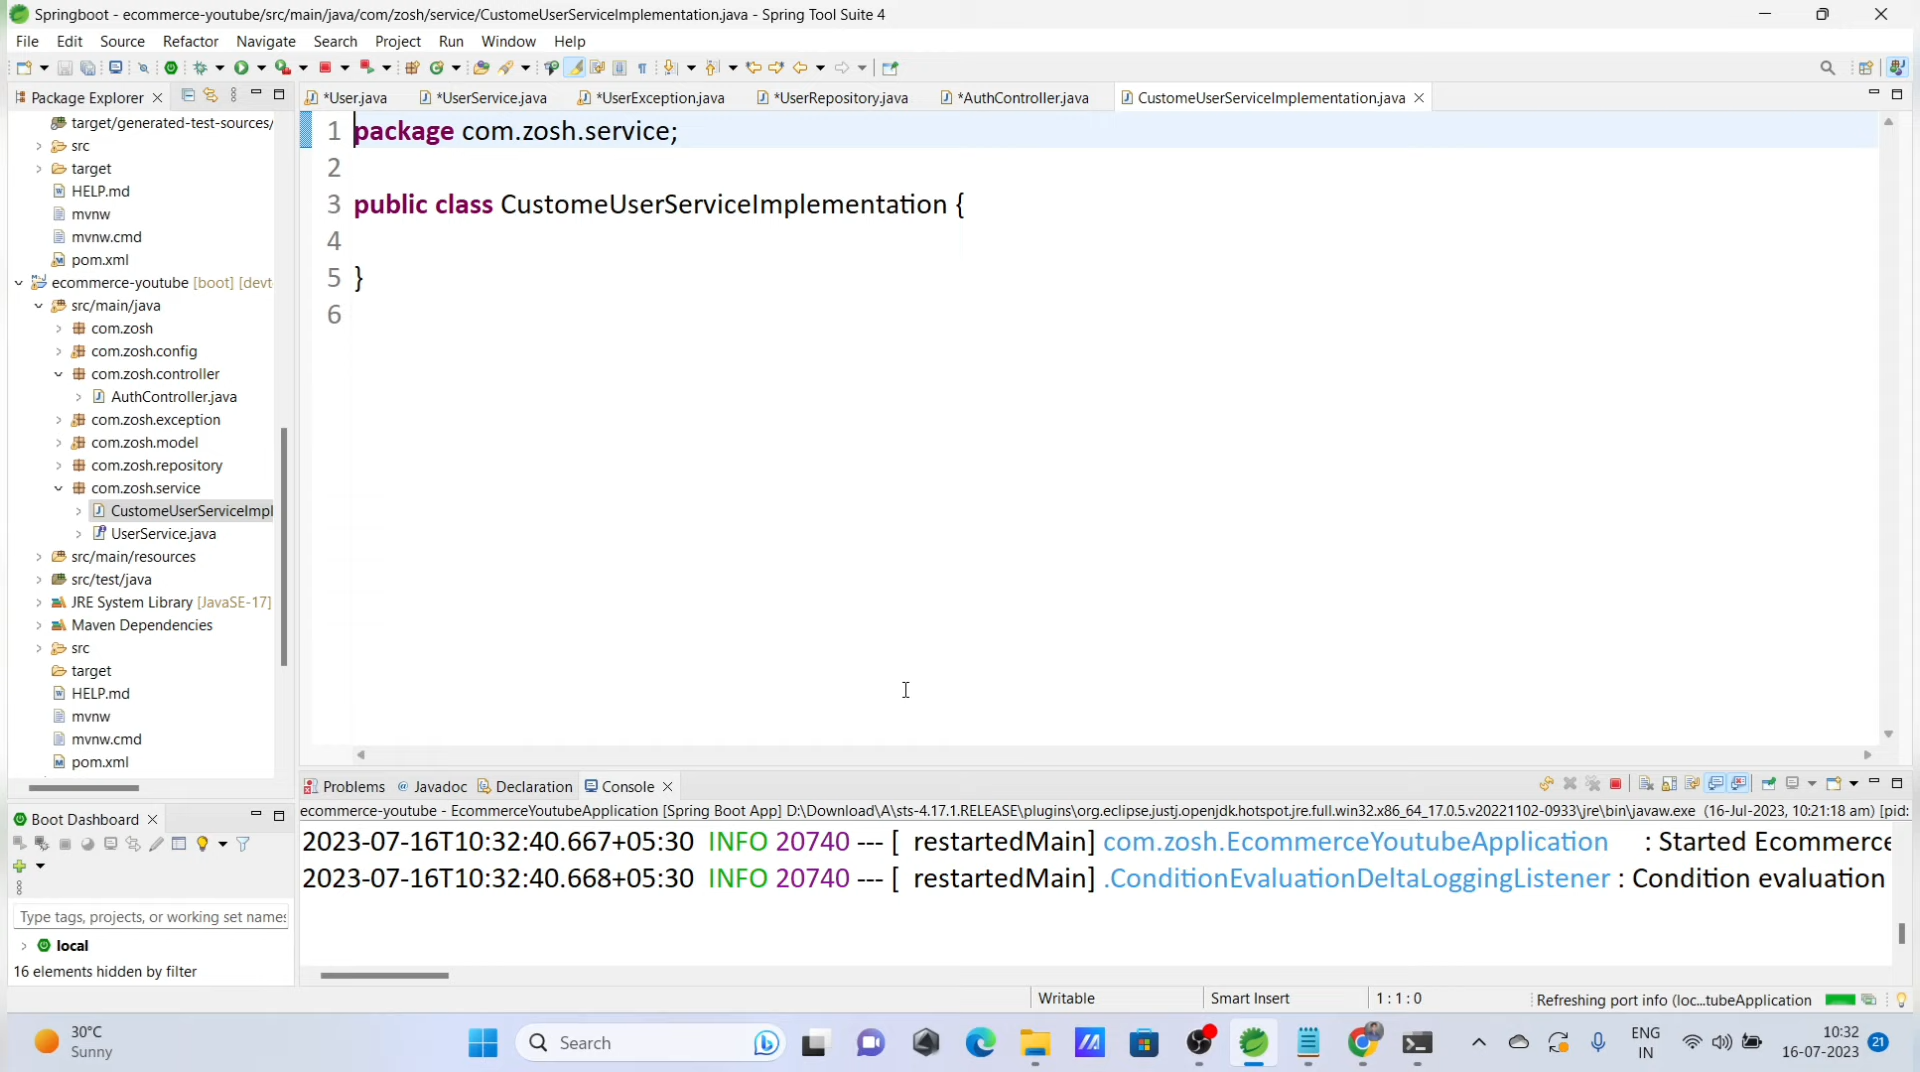 Springboot - ecommerce-youtube/src/main/java/com/zosh/service/CustomeUserServiceImplementation.java - Spring Tool Suite 4
File Edit Source Refactor Navigate Search Project Run Window Help
Package Explorer
target/generated-test-sources/
src
target
HELP.md
mvnw
mvnw.cmd
pom.xml
ecommerce-youtube [boot] [devt
src/main/java
com.zosh
com.zosh.config
com.zosh.controller
AuthController.java
com.zosh.exception
com.zosh.model
com.zosh.repository
com.zosh.service
CustomeUserServiceImpl
UserService.java
src/main/resources
src/test/java
JRE System Library [JavaSE-17]
Maven Dependencies
src
target
HELP.md
mvnw
mvnw.cmd
pom.xml
*User.java *UserService.java *UserException.java *UserRepository.java *AuthController.java CustomeUserServiceImplementation.java
1 package com.zosh.service;
2
3 public class CustomeUserServiceImplementation {
4
5 }
6
Boot Dashboard
Type tags, projects, or working set names
local
16 elements hidden by filter
Problems Javadoc Declaration Console
ecommerce-youtube - EcommerceYoutubeApplication [Spring Boot App] D:\Download\A\sts-4.17.1.RELEASE\plugins\org.eclipse.justj.openjdk.hotspot.jre.full.win32.x86_64_17.0.5.v20221102-0933\jre\bin\javaw.exe (16-Jul-2023, 10:21:18 am) [pid:
2023-07-16T10:32:40.667+05:30 INFO 20740 --- [ restartedMain] com.zosh.EcommerceYoutubeApplication : Started Ecommerce
2023-07-16T10:32:40.668+05:30 INFO 20740 --- [ restartedMain] .ConditionEvaluationDeltaLoggingListener : Condition evaluation
Writable Smart Insert 1 : 1 : 0 Refreshing port info (loc...tubeApplication
30°C
Sunny
Search
ENG
IN
10:32
16-07-2023
21